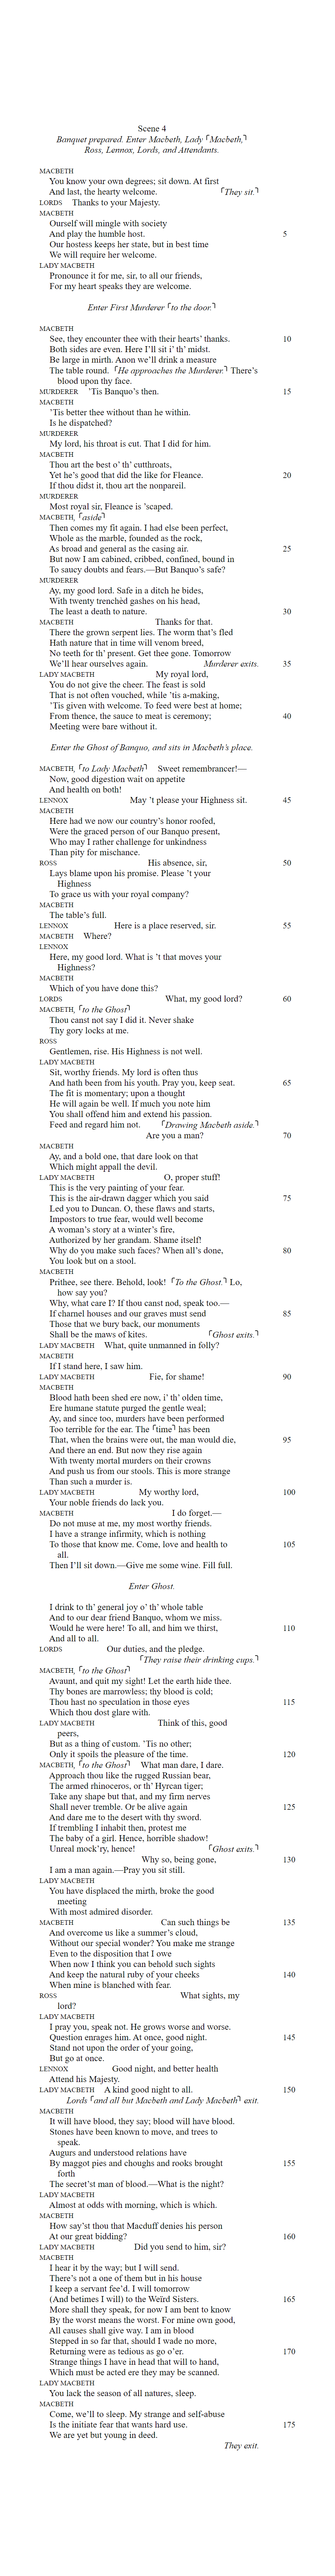 Scene 4
Banquet prepared. Enter Macbeth, Lady ⌜Macbeth,⌝
Ross, Lennox, Lords, and Attendants.
MACBETH
You know your own degrees; sit down. At first
And last, the hearty welcome. ⌜They sit.⌝
LORDS Thanks to your Majesty.
MACBETH
Ourself will mingle with society
And play the humble host. 5
Our hostess keeps her state, but in best time
We will require her welcome.
LADY MACBETH
Pronounce it for me, sir, to all our friends,
For my heart speaks they are welcome.
Enter First Murderer ⌜to the door.⌝
MACBETH
See, they encounter thee with their hearts’ thanks. 10
Both sides are even. Here I’ll sit i’ th’ midst.
Be large in mirth. Anon we’ll drink a measure
The table round. ⌜He approaches the Murderer.⌝ There’s
blood upon thy face.
MURDERER ’Tis Banquo’s then. 15
MACBETH
’Tis better thee without than he within.
Is he dispatched?
MURDERER
My lord, his throat is cut. That I did for him.
MACBETH
Thou art the best o’ th’ cutthroats,
Yet he’s good that did the like for Fleance. 20
If thou didst it, thou art the nonpareil.
MURDERER
Most royal sir, Fleance is ’scaped.
MACBETH, ⌜aside⌝
Then comes my fit again. I had else been perfect,
Whole as the marble, founded as the rock,
As broad and general as the casing air. 25
But now I am cabined, cribbed, confined, bound in
To saucy doubts and fears.—But Banquo’s safe?
MURDERER
Ay, my good lord. Safe in a ditch he bides,
With twenty trenchèd gashes on his head,
The least a death to nature. 30
MACBETH Thanks for that.
There the grown serpent lies. The worm that’s fled
Hath nature that in time will venom breed,
No teeth for th’ present. Get thee gone. Tomorrow
We’ll hear ourselves again. Murderer exits. 35
LADY MACBETH My royal lord,
You do not give the cheer. The feast is sold
That is not often vouched, while ’tis a-making,
’Tis given with welcome. To feed were best at home;
From thence, the sauce to meat is ceremony; 40
Meeting were bare without it.
Enter the Ghost of Banquo, and sits in Macbeth’s place.
MACBETH, ⌜to Lady Macbeth⌝ Sweet remembrancer!—
Now, good digestion wait on appetite
And health on both!
LENNOX May ’t please your Highness sit. 45
MACBETH
Here had we now our country’s honor roofed,
Were the graced person of our Banquo present,
Who may I rather challenge for unkindness
Than pity for mischance.
ROSS His absence, sir, 50
Lays blame upon his promise. Please ’t your
Highness
To grace us with your royal company?
MACBETH
The table’s full.
LENNOX Here is a place reserved, sir. 55
MACBETH Where?
LENNOX
Here, my good lord. What is ’t that moves your
Highness?
MACBETH
Which of you have done this?
LORDS What, my good lord? 60
MACBETH, ⌜to the Ghost⌝
Thou canst not say I did it. Never shake
Thy gory locks at me.
ROSS
Gentlemen, rise. His Highness is not well.
LADY MACBETH
Sit, worthy friends. My lord is often thus
And hath been from his youth. Pray you, keep seat. 65
The fit is momentary; upon a thought
He will again be well. If much you note him
You shall offend him and extend his passion.
Feed and regard him not. ⌜Drawing Macbeth aside.⌝
Are you a man? 70
MACBETH
Ay, and a bold one, that dare look on that
Which might appall the devil.
LADY MACBETH O, proper stuff!
This is the very painting of your fear.
This is the air-drawn dagger which you said 75
Led you to Duncan. O, these flaws and starts,
Impostors to true fear, would well become
A woman’s story at a winter’s fire,
Authorized by her grandam. Shame itself!
Why do you make such faces? When all’s done, 80
You look but on a stool.
MACBETH
Prithee, see there. Behold, look! ⌜To the Ghost.⌝ Lo,
how say you?
Why, what care I? If thou canst nod, speak too.—
If charnel houses and our graves must send 85
Those that we bury back, our monuments
Shall be the maws of kites. ⌜Ghost exits.⌝
LADY MACBETH What, quite unmanned in folly?
MACBETH
If I stand here, I saw him.
LADY MACBETH Fie, for shame! 90
MACBETH
Blood hath been shed ere now, i’ th’ olden time,
Ere humane statute purged the gentle weal;
Ay, and since too, murders have been performed
Too terrible for the ear. The ⌜time⌝ has been
That, when the brains were out, the man would die, 95
And there an end. But now they rise again
With twenty mortal murders on their crowns
And push us from our stools. This is more strange
Than such a murder is.
LADY MACBETH My worthy lord, 100
Your noble friends do lack you.
MACBETH I do forget.—
Do not muse at me, my most worthy friends.
I have a strange infirmity, which is nothing
To those that know me. Come, love and health to 105
all.
Then I’ll sit down.—Give me some wine. Fill full.
Enter Ghost.
I drink to th’ general joy o’ th’ whole table
And to our dear friend Banquo, whom we miss.
Would he were here! To all, and him we thirst, 110
And all to all.
LORDS Our duties, and the pledge.
⌜They raise their drinking cups.⌝
MACBETH, ⌜to the Ghost⌝
Avaunt, and quit my sight! Let the earth hide thee.
Thy bones are marrowless; thy blood is cold;
Thou hast no speculation in those eyes 115
Which thou dost glare with.
LADY MACBETH Think of this, good
peers,
But as a thing of custom. ’Tis no other;
Only it spoils the pleasure of the time. 120
MACBETH, ⌜to the Ghost⌝ What man dare, I dare.
Approach thou like the rugged Russian bear,
The armed rhinoceros, or th’ Hyrcan tiger;
Take any shape but that, and my firm nerves
Shall never tremble. Or be alive again 125
And dare me to the desert with thy sword.
If trembling I inhabit then, protest me
The baby of a girl. Hence, horrible shadow!
Unreal mock’ry, hence! ⌜Ghost exits.⌝
Why so, being gone, 130
I am a man again.—Pray you sit still.
LADY MACBETH
You have displaced the mirth, broke the good
meeting
With most admired disorder.
MACBETH Can such things be 135
And overcome us like a summer’s cloud,
Without our special wonder? You make me strange
Even to the disposition that I owe
When now I think you can behold such sights
And keep the natural ruby of your cheeks 140
When mine is blanched with fear.
ROSS What sights, my
lord?
LADY MACBETH
I pray you, speak not. He grows worse and worse.
Question enrages him. At once, good night. 145
Stand not upon the order of your going,
But go at once.
LENNOX Good night, and better health
Attend his Majesty.
LADY MACBETH A kind good night to all. 150
Lords ⌜and all but Macbeth and Lady Macbeth⌝ exit.
MACBETH
It will have blood, they say; blood will have blood.
Stones have been known to move, and trees to
speak.
Augurs and understood relations have
By maggot pies and choughs and rooks brought 155
forth
The secret’st man of blood.—What is the night?
LADY MACBETH
Almost at odds with morning, which is which.
MACBETH
How say’st thou that Macduff denies his person
At our great bidding? 160
LADY MACBETH Did you send to him, sir?
MACBETH
I hear it by the way; but I will send.
There’s not a one of them but in his house
I keep a servant fee’d. I will tomorrow
(And betimes I will) to the Weïrd Sisters. 165
More shall they speak, for now I am bent to know
By the worst means the worst. For mine own good,
All causes shall give way. I am in blood
Stepped in so far that, should I wade no more,
Returning were as tedious as go o’er. 170
Strange things I have in head that will to hand,
Which must be acted ere they may be scanned.
LADY MACBETH
You lack the season of all natures, sleep.
MACBETH
Come, we’ll to sleep. My strange and self-abuse
Is the initiate fear that wants hard use. 175
We are yet but young in deed.
They exit.